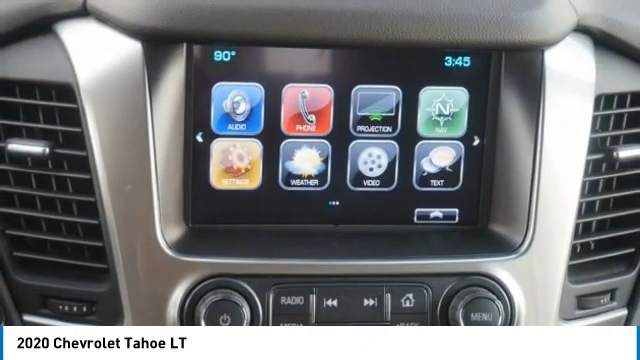 90° 3:45
AUDIO PHONE PROJECTION NAV
SETTINGS WEATHER VIDEO TEXT
RADIO
MENU
2020 Chevrolet Tahoe LT